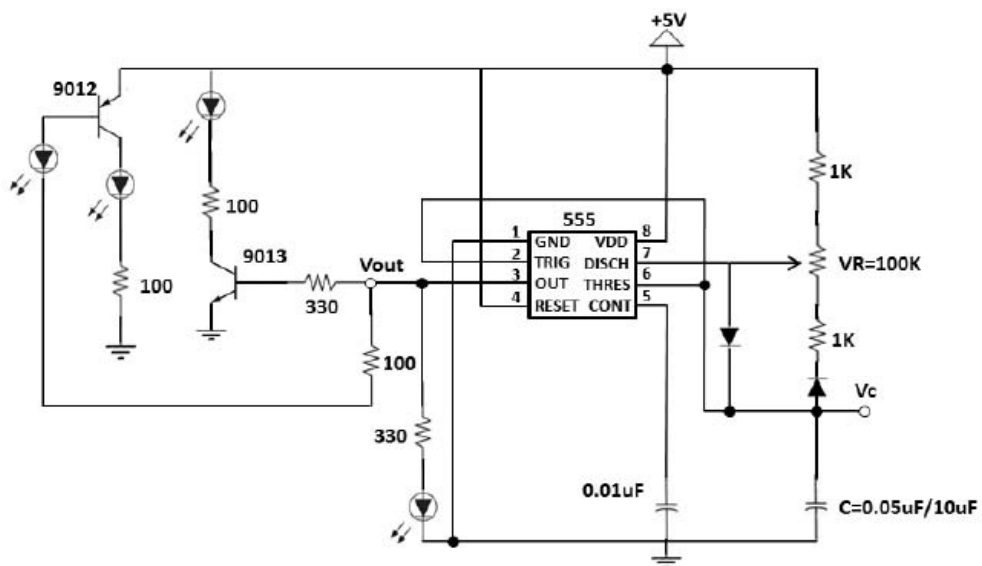 +5V
9012
1K
100
555
1 GND VDD 8
9013
Vout
2 TRIG DISCH 7
VR=100K
3 OUT THRES 6
100
330
4 RESET CONT 5
100
1K
Vc
330
0.01uF
C=0.05uF/10uF